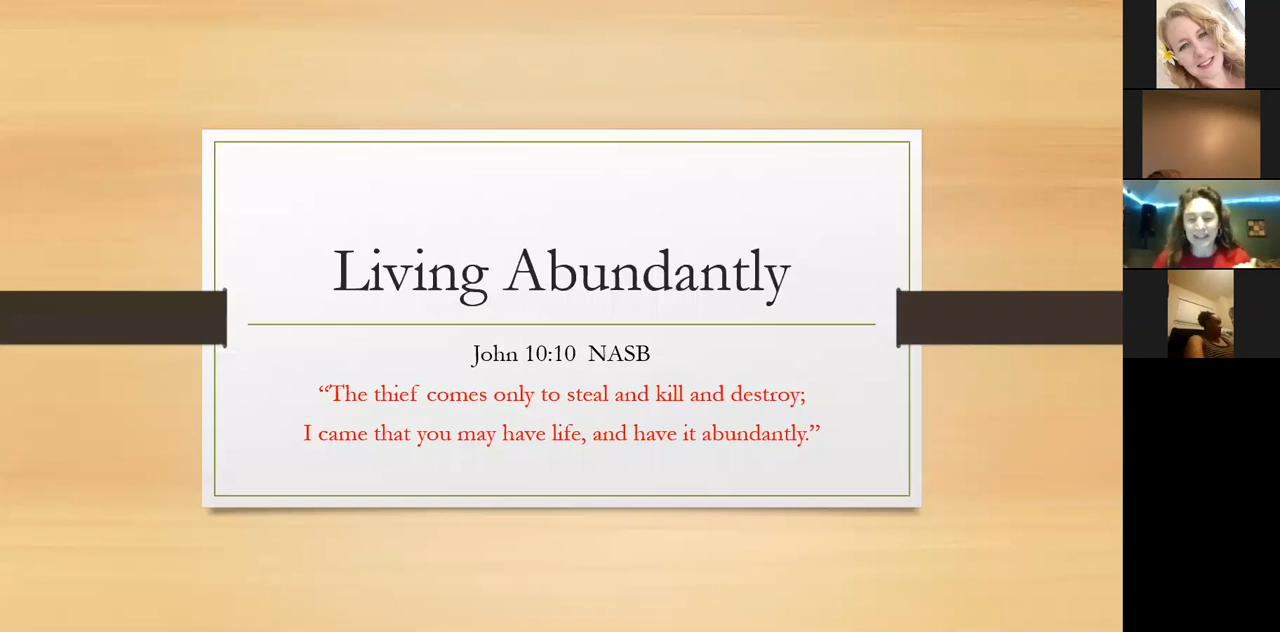 Living Abundantly
John 10:10 NASB
“The thief comes only to steal and kill and destroy;
I came that you may have life, and have it abundantly.”